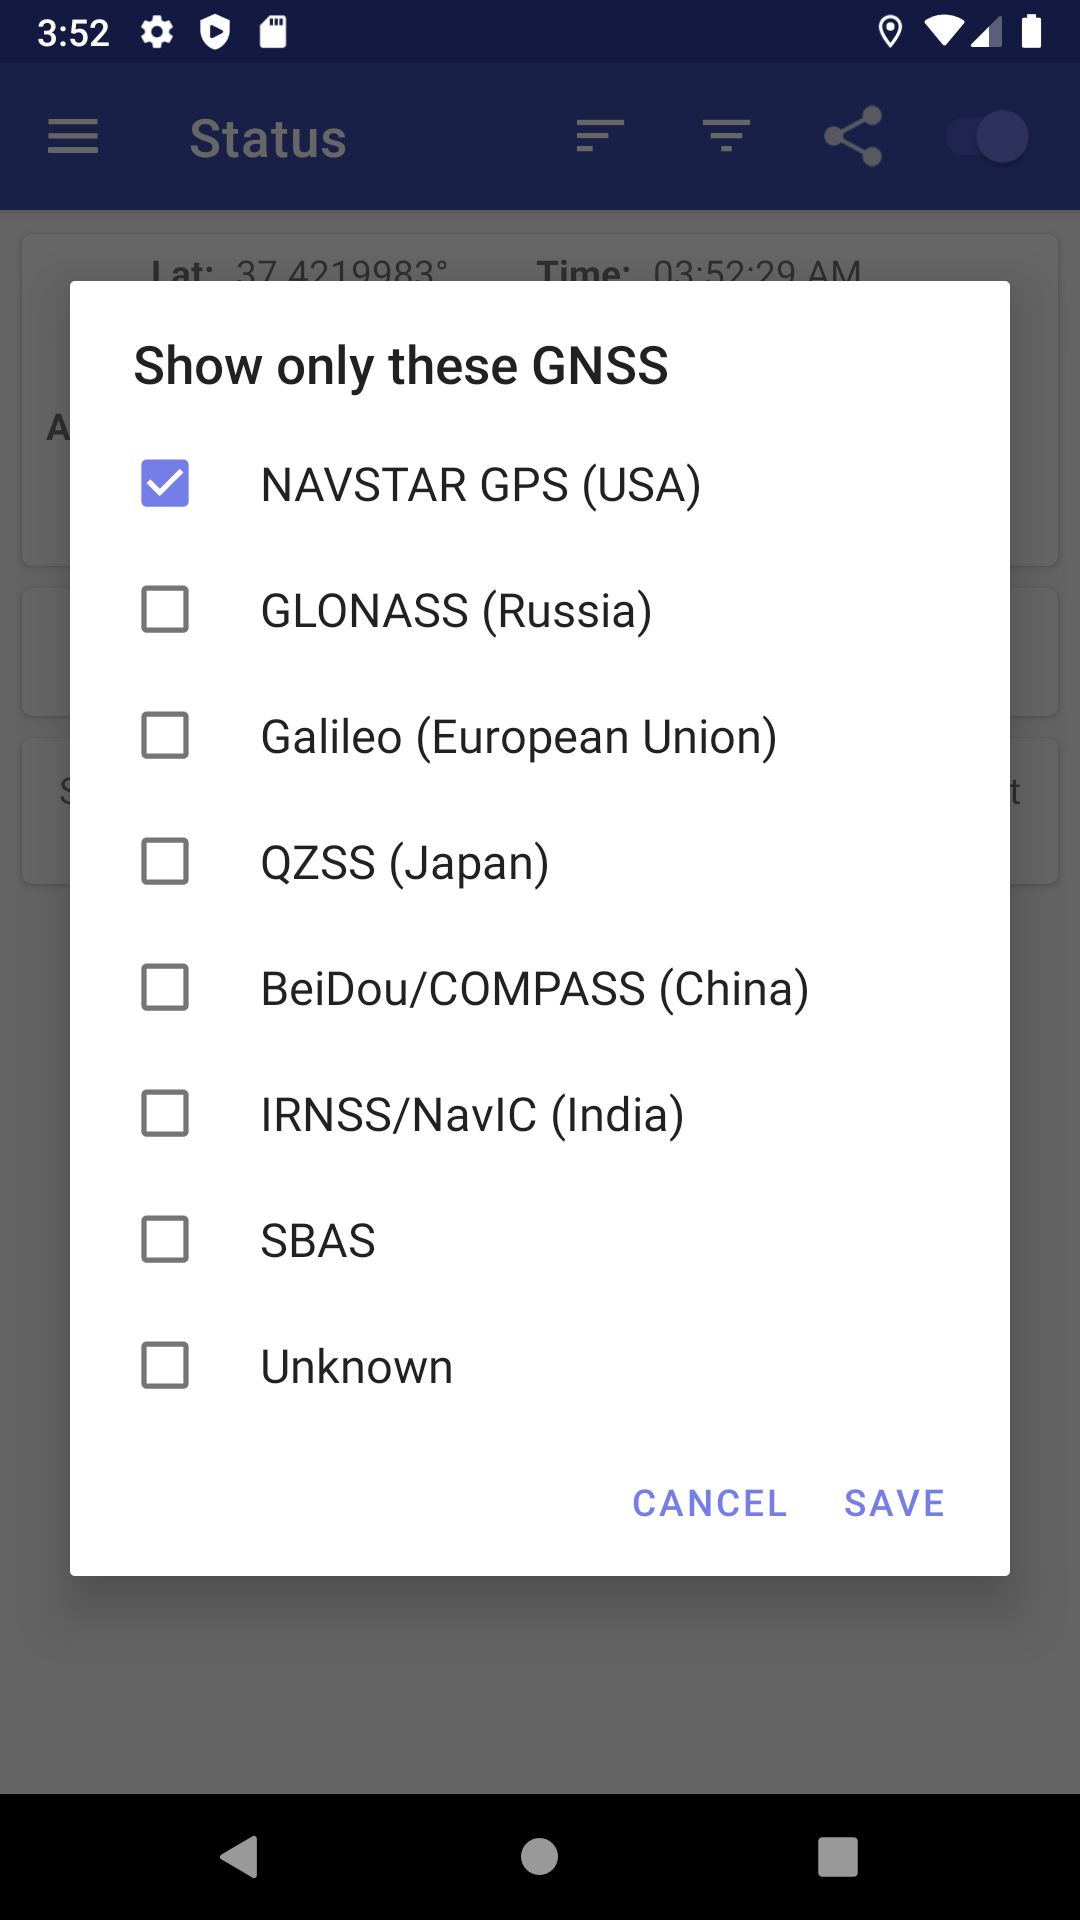 3:52
Status
Lat: 37.4219983° Time: 03:52:29 AM
A
S t
Show only these GNSS
NAVSTAR GPS (USA)
GLONASS (Russia)
Galileo (European Union)
QZSS (Japan)
BeiDou/COMPASS (China)
IRNSS/NavIC (India)
SBAS
Unknown
CANCEL SAVE